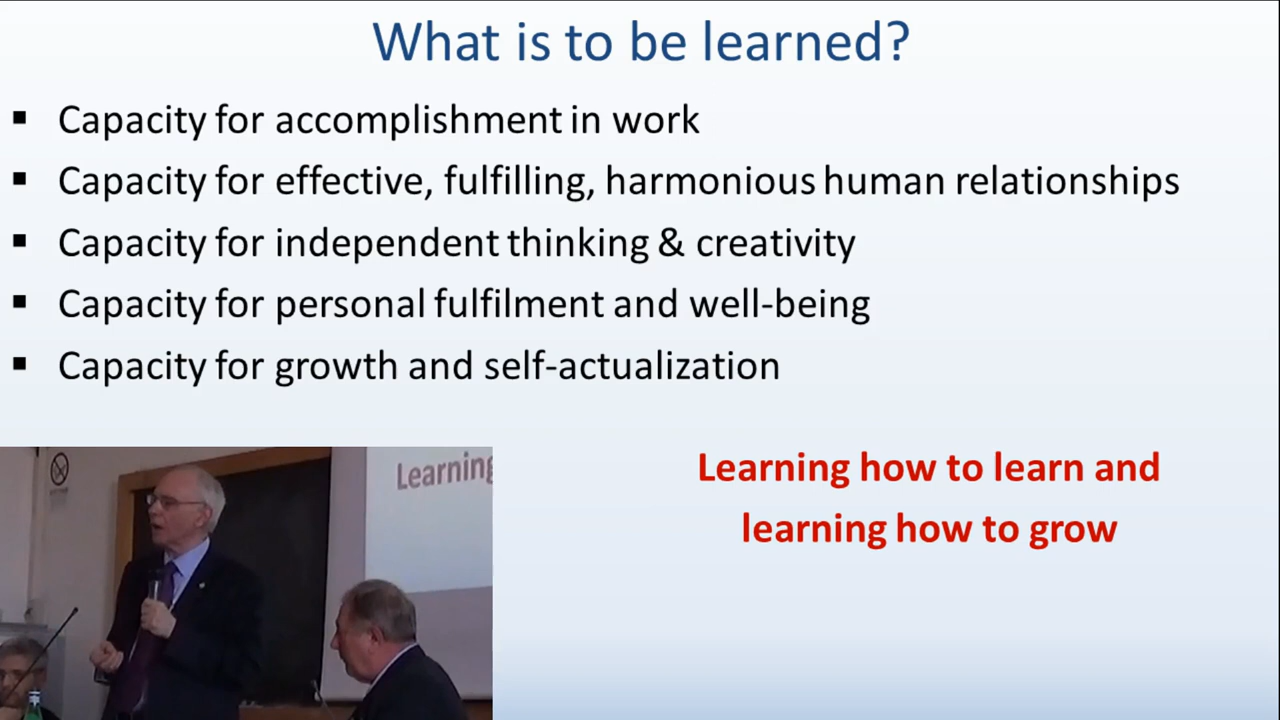 What is to be learned?
▪ Capacity for accomplishment in work
▪ Capacity for effective, fulfilling, harmonious human relationships
▪ Capacity for independent thinking & creativity
▪ Capacity for personal fulfilment and well-being
▪ Capacity for growth and self-actualization
Learning how to learn and
learning how to grow
Learning